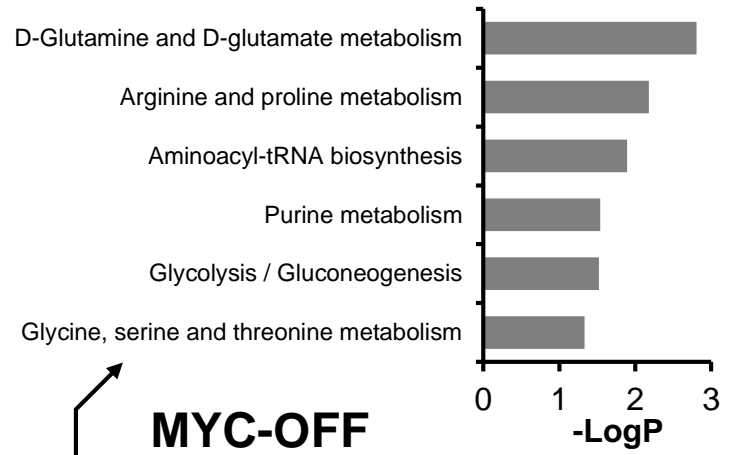 D-Glutamine and D-glutamate metabolism
Arginine and proline metabolism
Aminoacyl-tRNA biosynthesis
Purine metabolism
Glycolysis / Gluconeogenesis
Glycine, serine and threonine metabolism
0 1 2 3
-LogP
MYC-OFF